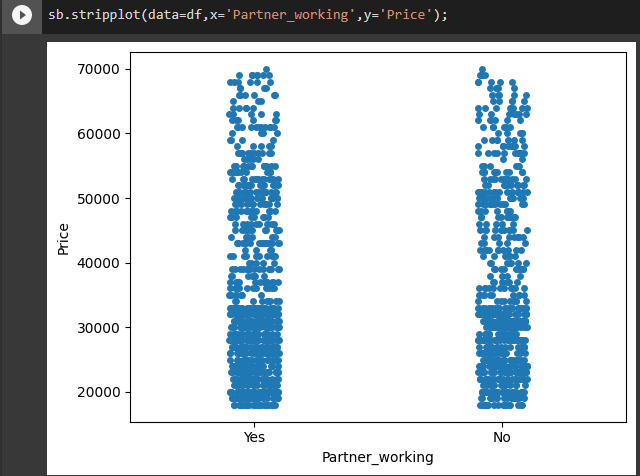 sb.stripplot(data=df,x='Partner_working',y='Price');
70000
60000
50000
40000
30000
20000
Price
Yes No
Partner_working